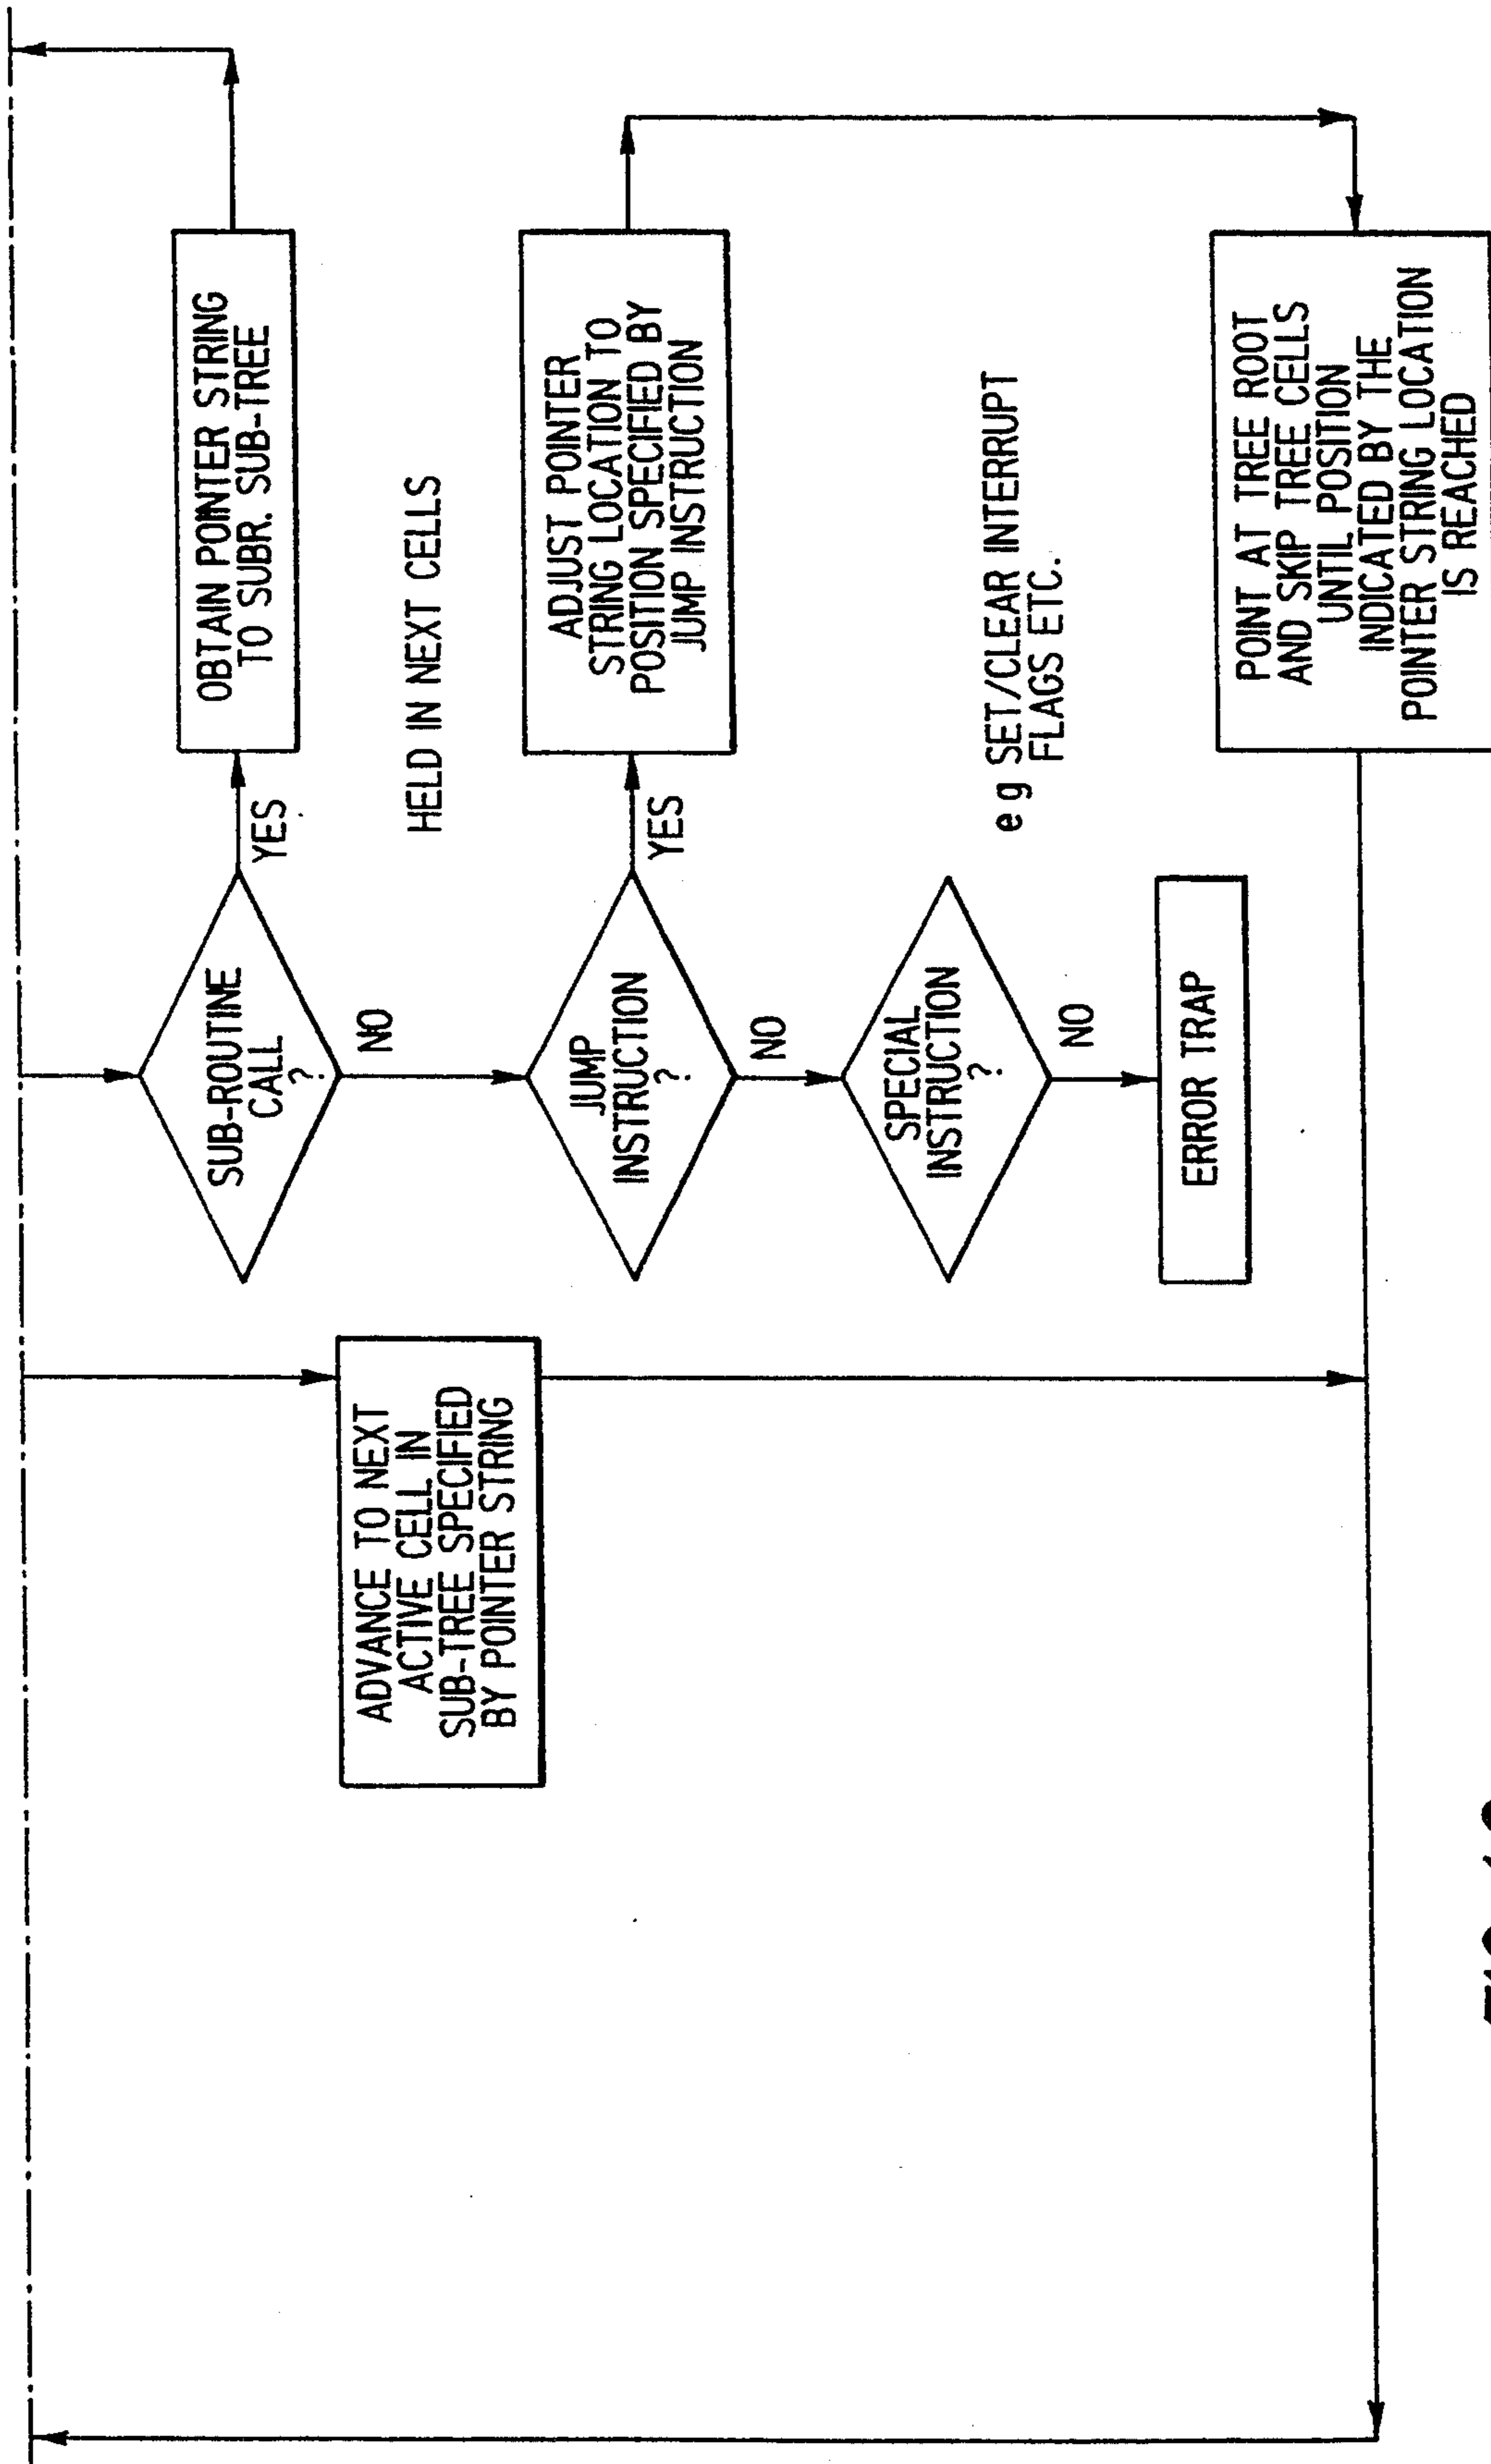 SUB-ROUTINE
CALL
?
YES
NO
OBTAIN POINTER STRING
TO SUBR. SUB-TREE
HELD IN NEXT CELLS
ADVANCE TO NEXT
ACTIVE CELL IN
SUB-TREE SPECIFIED
BY POINTER STRING
JUMP
INSTRUCTION
?
YES
NO
ADJUST POINTER
STRING LOCATION TO
POSITION SPECIFIED BY
JUMP INSTRUCTION
SPECIAL
INSTRUCTION
?
NO
e g SET/CLEAR INTERRUPT
FLAGS ETC.
ERROR TRAP
POINT AT TREE ROOT
AND SKIP TREE CELLS
UNTIL POSITION
INDICATED BY THE
POINTER STRING LOCATION
IS REACHED